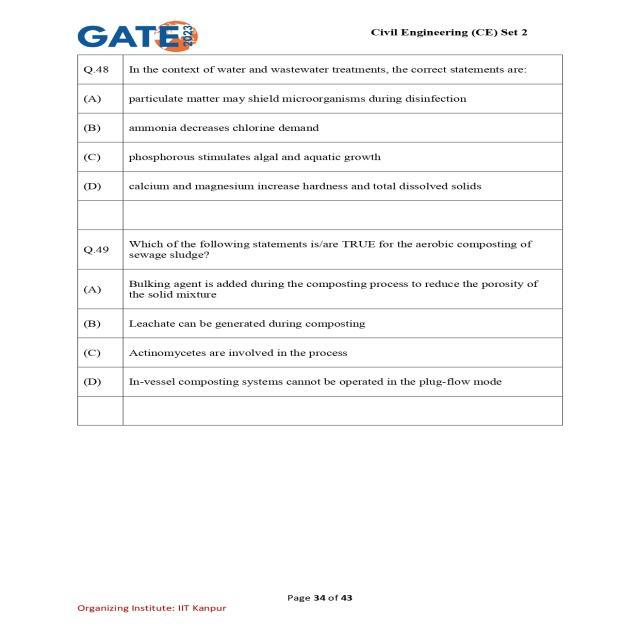 GATE 2023
Civil Engineering (CE) Set 2
Q.48 In the context of water and wastewater treatments, the correct statements are:
(A) particulate matter may shield microorganisms during disinfection
(B) ammonia decreases chlorine demand
(C) phosphorous stimulates algal and aquatic growth
(D) calcium and magnesium increase hardness and total dissolved solids
Q.49 Which of the following statements is/are TRUE for the aerobic composting of
sewage sludge?
(A) Bulking agent is added during the composting process to reduce the porosity of
the solid mixture
(B) Leachate can be generated during composting
(C) Actinomycetes are involved in the process
(D) In-vessel composting systems cannot be operated in the plug-flow mode
Page 34 of 43
Organizing Institute: IIT Kanpur